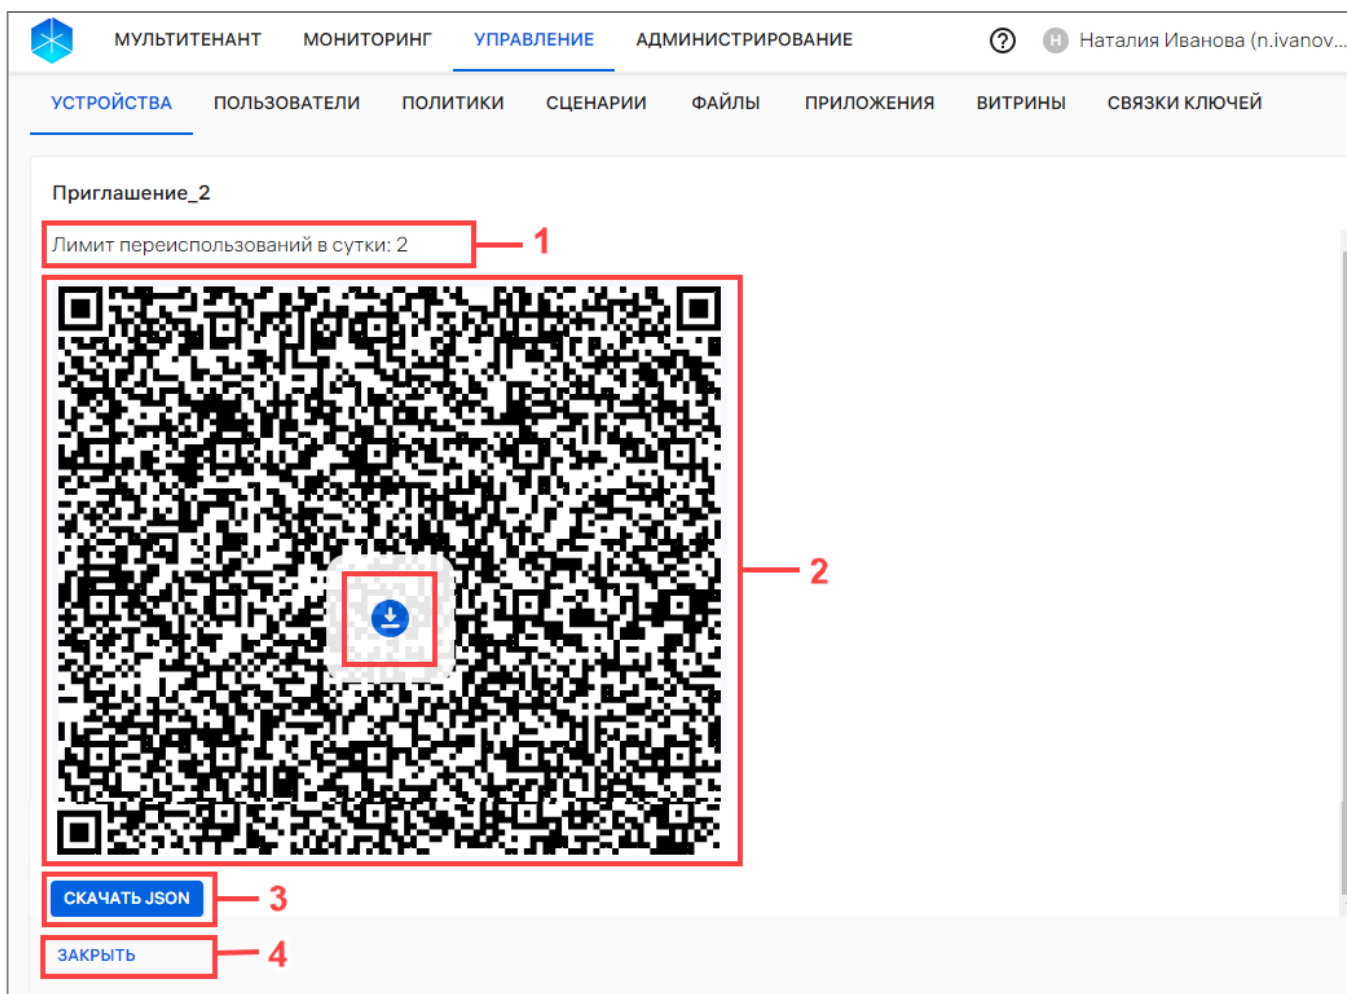 МУЛЬТИТЕНАНТ МОНИТОРИНГ УПРАВЛЕНИЕ АДМИНИСТРИРОВАНИЕ ? Н Наталия Иванова (n.ivanov...
УСТРОЙСТВА ПОЛЬЗОВАТЕЛИ ПОЛИТИКИ СЦЕНАРИИ ФАЙЛЫ ПРИЛОЖЕНИЯ ВИТРИНЫ СВЯЗКИ КЛЮЧЕЙ
Приглашение_2
Лимит переиспользований в сутки: 2 1
2
СКАЧАТЬ JSON 3
ЗАКРЫТЬ 4